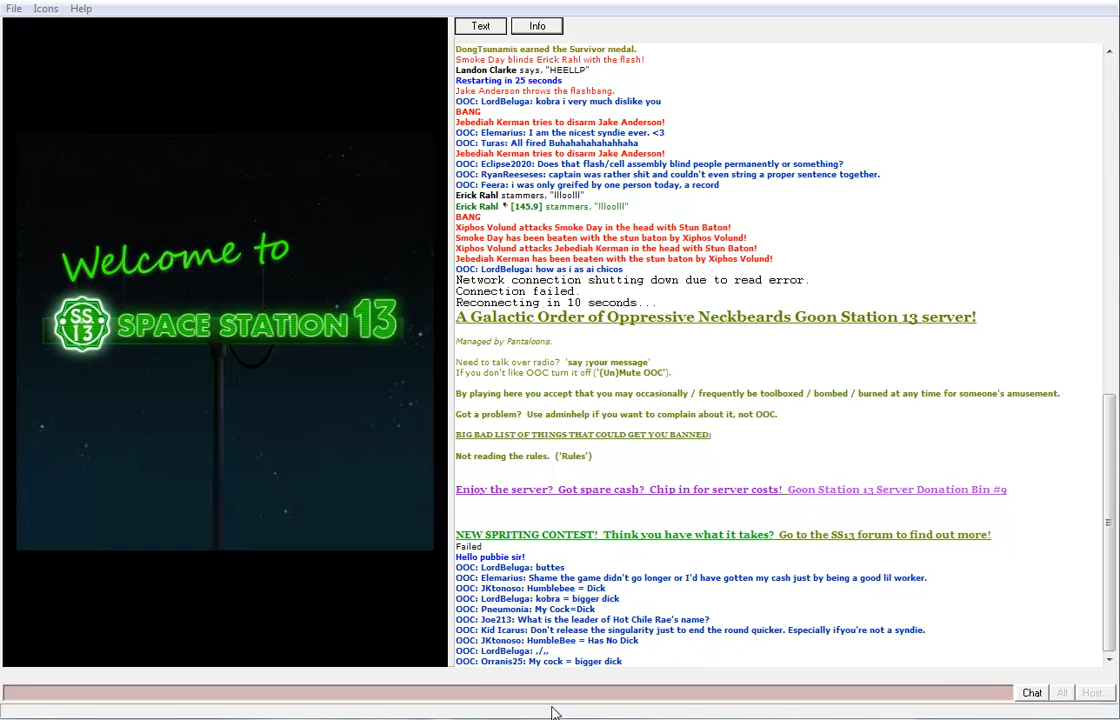 File Icons Help
Text Info
DongTsunamis earned the Survivor medal.
Smoke Day blinds Erick Rahl with the flash!
Landon Clarke says, "HEELLP"
Restarting in 25 seconds
Jake Anderson throws the flashbang.
OOC: LordBeluga: kobra i very much dislike you
BANG
Jebediah Kerman tries to disarm Jake Anderson!
OOC: Elemarius: I am the nicest syndie ever. <3
OOC: Turas: All fired Buhahahahahahhaha
Jebediah Kerman tries to disarm Jake Anderson!
OOC: Eclipse2020: Does that flash/cell assembly blind people permanently or something?
OOC: RyanReeseses: captain was rather shit and couldn't even string a proper sentence together.
OOC: Feera: i was only greifed by one person today, a record
Erick Rahl stammers, "llloolll"
Erick Rahl [145.9] stammers, "llloolll"
BANG
Xiphos Volund attacks Smoke Day in the head with Stun Baton!
Smoke Day has been beaten with the stun baton by Xiphos Volund!
Xiphos Volund attacks Jebediah Kerman in the head with Stun Baton!
Jebediah Kerman has been beaten with the stun baton by Xiphos Volund!
OOC: LordBeluga: how as i as ai chicos
Network connection shutting down due to read error.
Connection failed.
Reconnecting in 10 seconds...
A Galactic Order of Oppressive Neckbeards Goon Station 13 server!
Managed by Pantaloons.
Need to talk over radio? 'say ;your message'
If you don't like OOC turn it off ('(Un)Mute OOC').
By playing here you accept that you may occasionally / frequently be toolboxed / bombed / burned at any time for someone's amusement.
Got a problem? Use adminhelp if you want to complain about it, not OOC.
BIG BAD LIST OF THINGS THAT COULD GET YOU BANNED:
Not reading the rules. ('Rules')
Enjoy the server? Got spare cash? Chip in for server costs! Goon Station 13 Server Donation Bin #9
NEW SPRITING CONTEST! Think you have what it takes? Go to the SS13 forum to find out more!
Failed
Hello pubbie sir!
OOC: LordBeluga: buttes
OOC: Elemarius: Shame the game didn't go longer or I'd have gotten my cash just by being a good lil worker.
OOC: JKtonoso: Humblebee = Dick
OOC: LordBeluga: kobra = bigger dick
OOC: Pneumonia: My Cock=Dick
OOC: Joe213: What is the leader of Hot Chile Rae's name?
OOC: Kid Icarus: Don't release the singularity just to end the round quicker. Especially ifyou're not a syndie.
OOC: JKtonoso: HumbleBee = Has No Dick
OOC: LordBeluga: ,/,,
OOC: Orranis25: My cock = bigger dick
Welcome to
S.S. 13 SPACE STATION 13
Chat Alt Host...